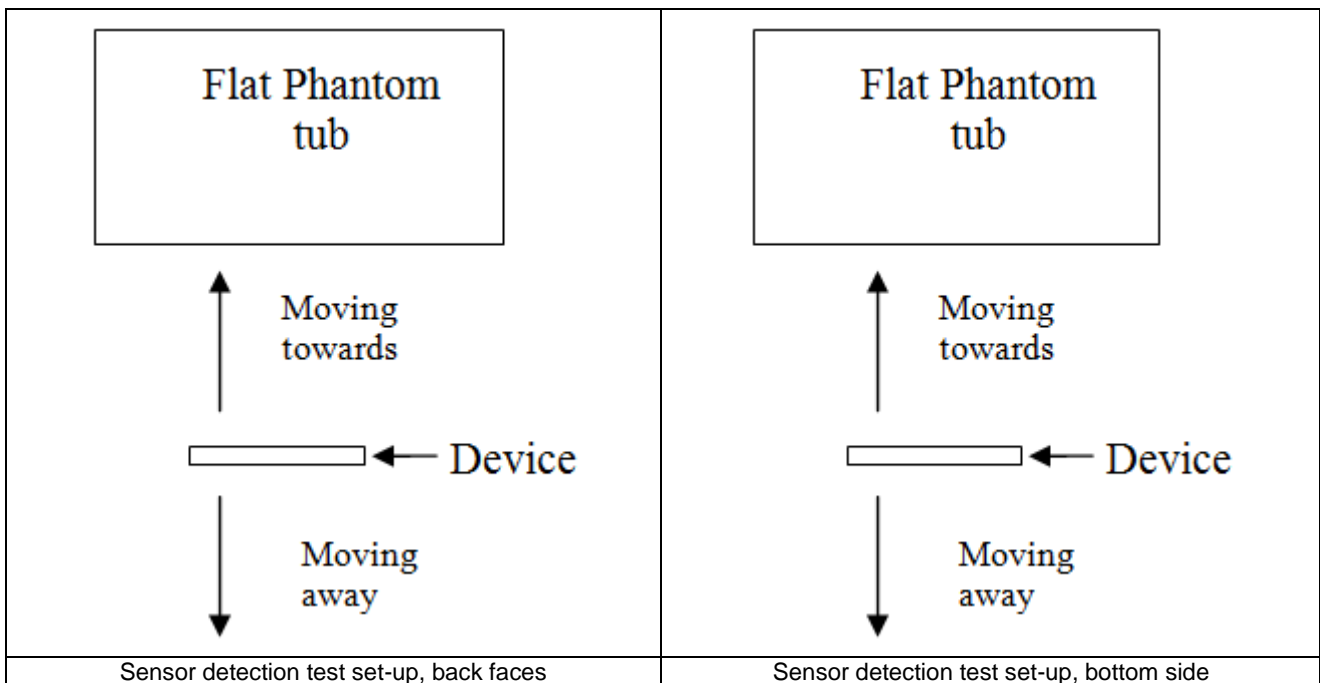 Flat Phantom
tub
Moving
towards
Device
Moving
away
Sensor detection test set-up, back faces
Flat Phantom
tub
Moving
towards
Device
Moving
away
Sensor detection test set-up, bottom side